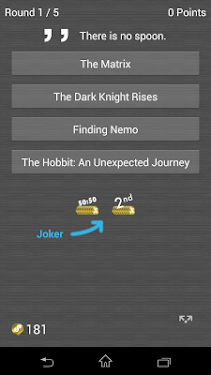 Round 1 / 5 0 Points
,, There is no spoon.
The Matrix
The Dark Knight Rises
Finding Nemo
The Hobbit: An Unexpected Journey
50:50 2nd
Joker
181